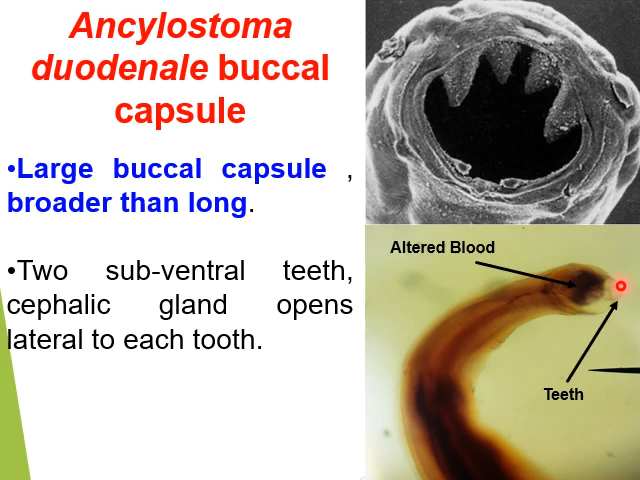 Ancylostoma
duodenale buccal
capsule
•Large buccal capsule ,
broader than long.
•Two sub-ventral teeth,
cephalic gland opens
lateral to each tooth.
Altered Blood
Teeth